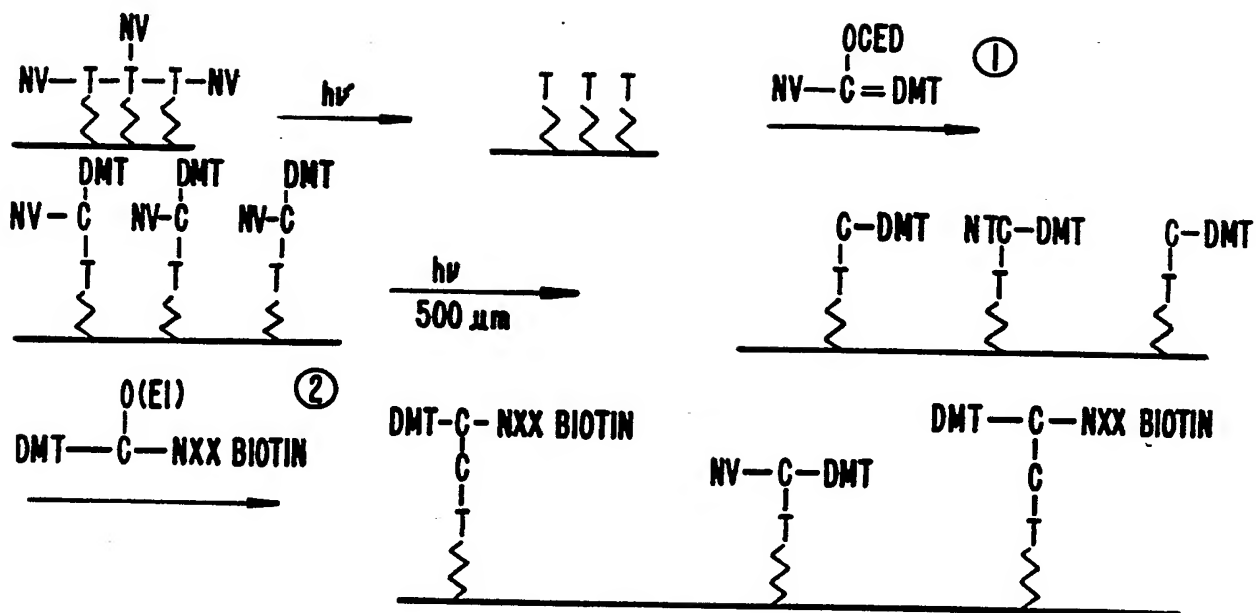 NV
NV—T—T—T—NV
hν
T T T
OCED
NV—C=DMT
①
DMT DMT DMT
NV—C NV-C NV-C
T T T
hν
500 μm
C-DMT NTC-DMT C-DMT
T T T
②
O(EI)
DMT—C—NXX BIOTIN
DMT-C-NXX BIOTIN
C
T
NV—C-DMT
T
DMT—C—NXX BIOTIN
C
T